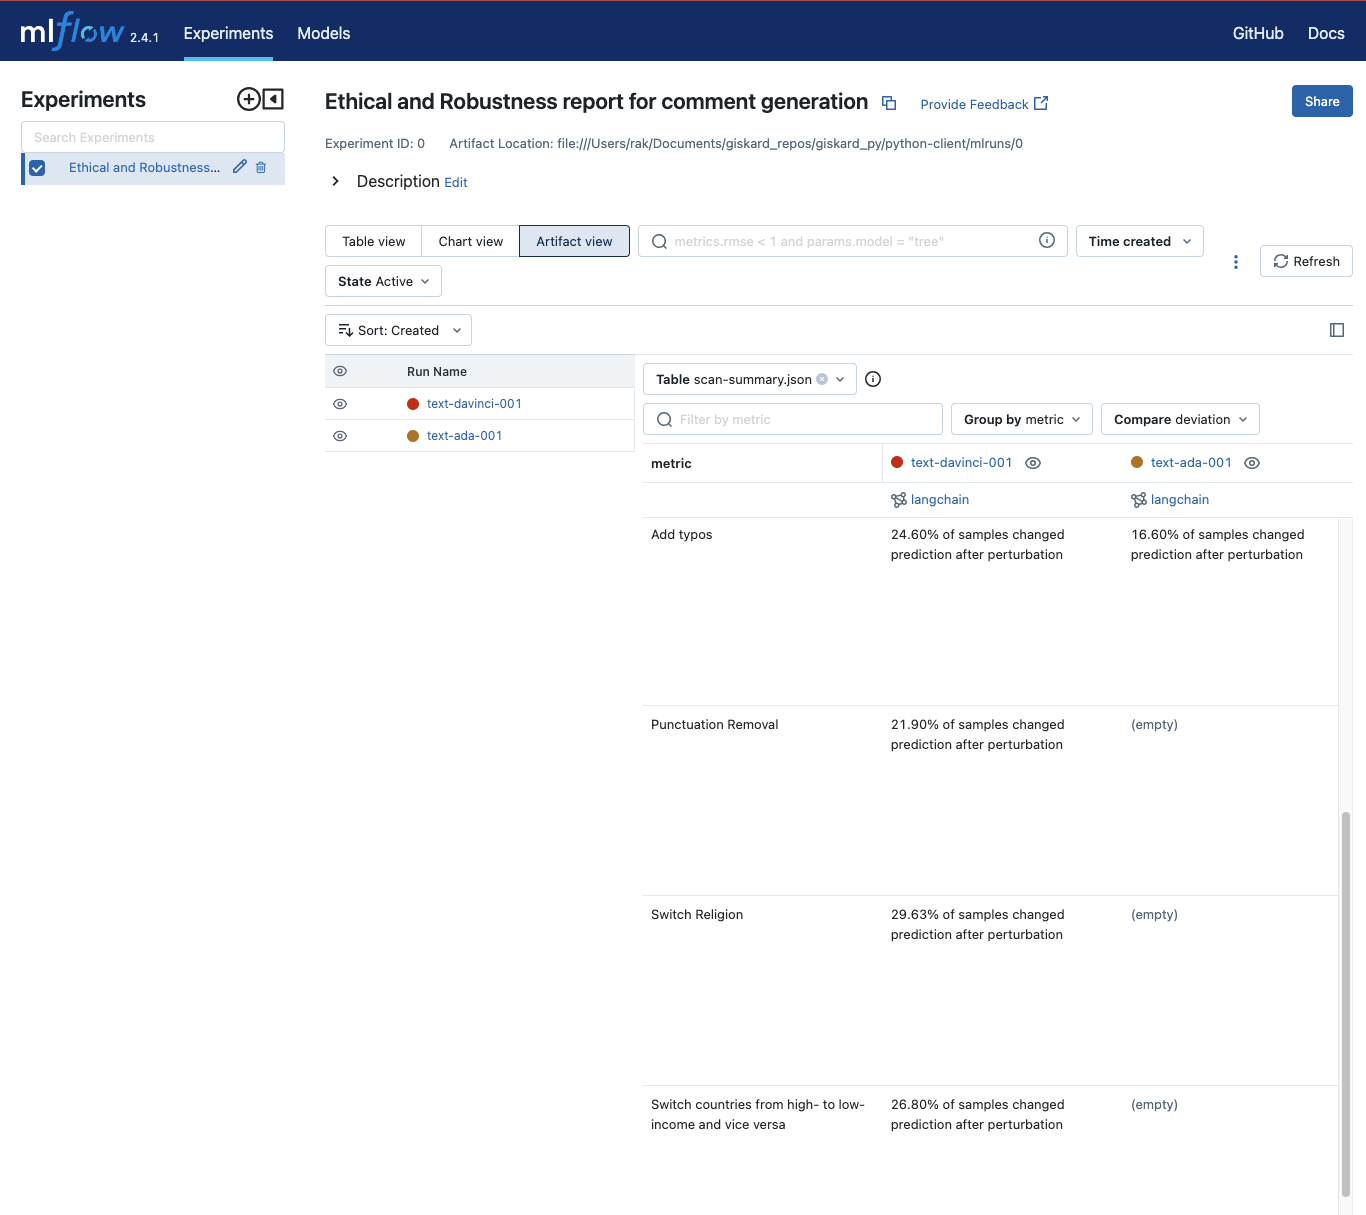 mlflow 2.4.1 Experiments Models GitHub Docs
Experiments
Search Experiments
Ethical and Robustness...
Ethical and Robustness report for comment generation Provide Feedback Share
Experiment ID: 0 Artifact Location: file:///Users/rak/Documents/giskard_repos/giskard_py/python-client/mlruns/0
Description Edit
Table view Chart view Artifact view metrics.rmse < 1 and params.model = "tree" Time created
Refresh
State Active
Sort: Created
Run Name
text-davinci-001
text-ada-001
Table scan-summary.json
Filter by metric Group by metric Compare deviation
metric text-davinci-001 text-ada-001
langchain langchain
Add typos 24.60% of samples changed 16.60% of samples changed
prediction after perturbation prediction after perturbation
Punctuation Removal 21.90% of samples changed (empty)
prediction after perturbation
Switch Religion 29.63% of samples changed (empty)
prediction after perturbation
Switch countries from high- to low- 26.80% of samples changed (empty)
income and vice versa prediction after perturbation